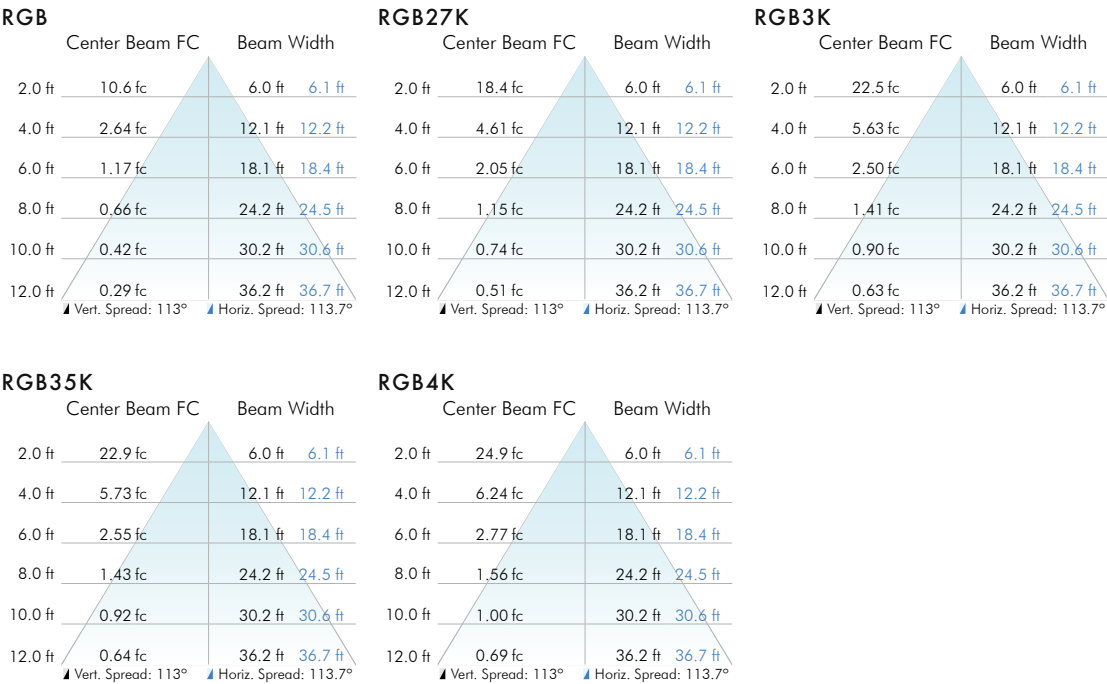 RGB
Center Beam FC Beam Width
2.0 ft 10.6 fc 6.0 ft 6.1 ft
4.0 ft 2.64 fc 12.1 ft 12.2 ft
6.0 ft 1.17 fc 18.1 ft 18.4 ft
8.0 ft 0.66 fc 24.2 ft 24.5 ft
10.0 ft 0.42 fc 30.2 ft 30.6 ft
12.0 ft 0.29 fc 36.2 ft 36.7 ft
Vert. Spread: 113º Horiz. Spread: 113.7º
RGB27K
Center Beam FC Beam Width
2.0 ft 18.4 fc 6.0 ft 6.1 ft
4.0 ft 4.61 fc 12.1 ft 12.2 ft
6.0 ft 2.05 fc 18.1 ft 18.4 ft
8.0 ft 1.15 fc 24.2 ft 24.5 ft
10.0 ft 0.74 fc 30.2 ft 30.6 ft
12.0 ft 0.51 fc 36.2 ft 36.7 ft
Vert. Spread: 113º Horiz. Spread: 113.7º
RGB3K
Center Beam FC Beam Width
2.0 ft 22.5 fc 6.0 ft 6.1 ft
4.0 ft 5.63 fc 12.1 ft 12.2 ft
6.0 ft 2.50 fc 18.1 ft 18.4 ft
8.0 ft 1.41 fc 24.2 ft 24.5 ft
10.0 ft 0.90 fc 30.2 ft 30.6 ft
12.0 ft 0.63 fc 36.2 ft 36.7 ft
Vert. Spread: 113º Horiz. Spread: 113.7º
RGB35K
Center Beam FC Beam Width
2.0 ft 22.9 fc 6.0 ft 6.1 ft
4.0 ft 5.73 fc 12.1 ft 12.2 ft
6.0 ft 2.55 fc 18.1 ft 18.4 ft
8.0 ft 1.43 fc 24.2 ft 24.5 ft
10.0 ft 0.92 fc 30.2 ft 30.6 ft
12.0 ft 0.64 fc 36.2 ft 36.7 ft
Vert. Spread: 113º Horiz. Spread: 113.7º
RGB4K
Center Beam FC Beam Width
2.0 ft 24.9 fc 6.0 ft 6.1 ft
4.0 ft 6.24 fc 12.1 ft 12.2 ft
6.0 ft 2.77 fc 18.1 ft 18.4 ft
8.0 ft 1.56 fc 24.2 ft 24.5 ft
10.0 ft 1.00 fc 30.2 ft 30.6 ft
12.0 ft 0.69 fc 36.2 ft 36.7 ft
Vert. Spread: 113º Horiz. Spread: 113.7º